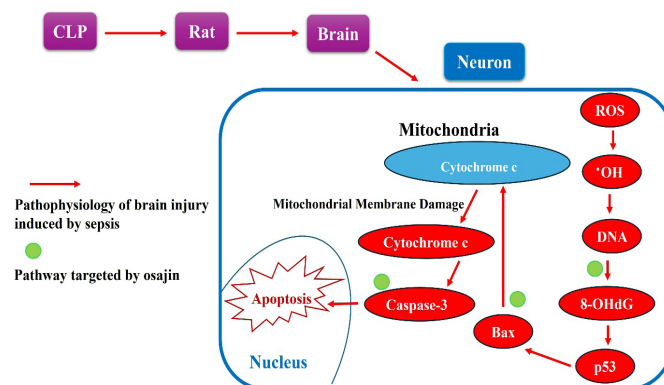 CLP
Rat
Brain
Neuron
ROS
•OH
DNA
8-OHdG
p53
Bax
Mitochondria
Cytochrome c
Mitochondrial Membrane Damage
Cytochrome c
Caspase-3
Apoptosis
Nucleus
Pathophysiology of brain injury
induced by sepsis
Pathway targeted by osajin